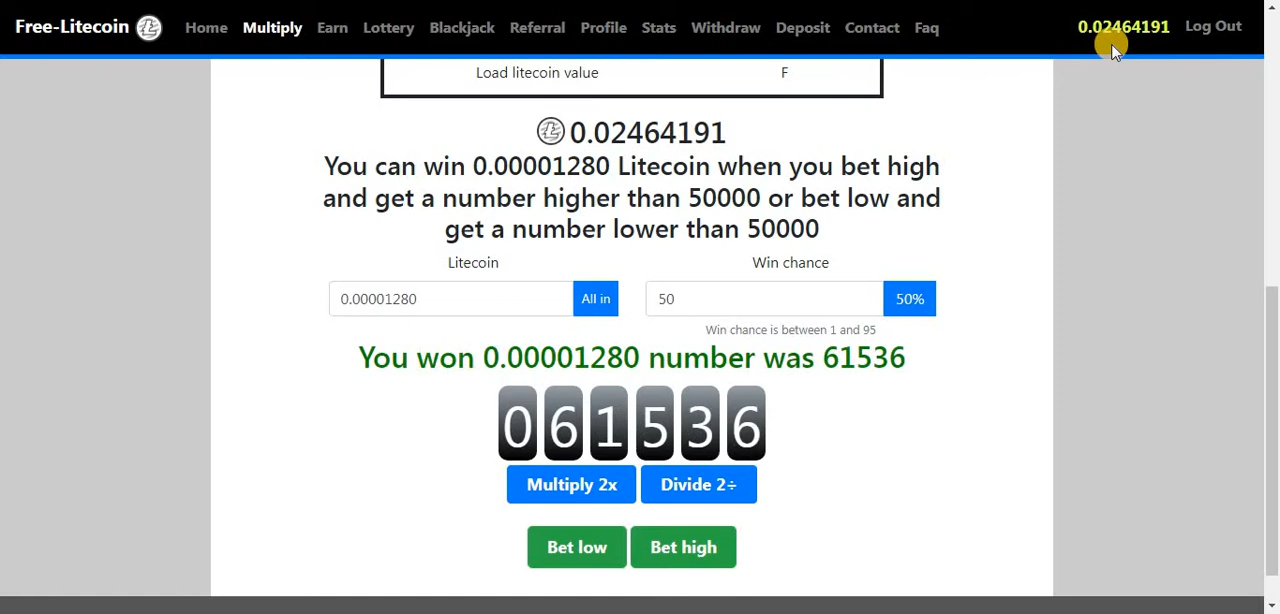 Free-Litecoin Home Multiply Earn Lottery Blackjack Referral Profile Stats Withdraw Deposit Contact Faq 0.02464191 Log Out
Load litecoin value F
0.02464191
You can win 0.00001280 Litecoin when you bet high
and get a number higher than 50000 or bet low and
get a number lower than 50000
Litecoin Win chance
0.00001280 All in 50 50%
Win chance is between 1 and 95
You won 0.00001280 number was 61536
0 6 1 5 3 6
Multiply 2x Divide 2÷
Bet low Bet high